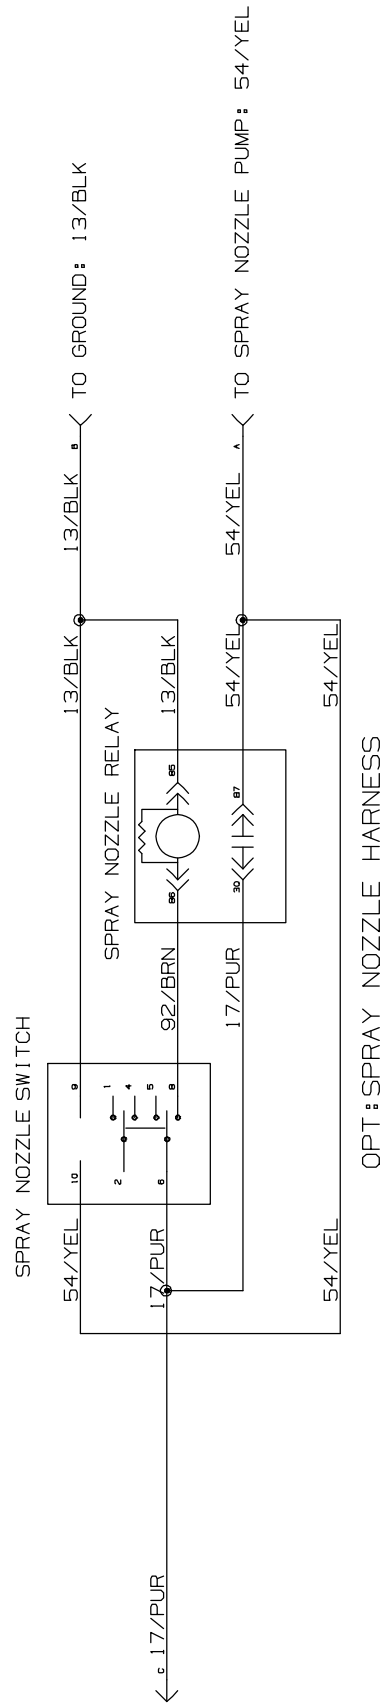 SPRAY NOZZLE SWITCH
54/YEL
10
9
13/BLK
13/BLK
B
TO GROUND: 13/BLK
SPRAY NOZZLE RELAY
1
2
4
5
C
17/PUR
17/PUR
6
8
92/BRN
86
85
13/BLK
17/PUR
30
87
54/YEL
54/YEL
A
TO SPRAY NOZZLE PUMP: 54/YEL
54/YEL
54/YEL
OPT:SPRAY NOZZLE HARNESS